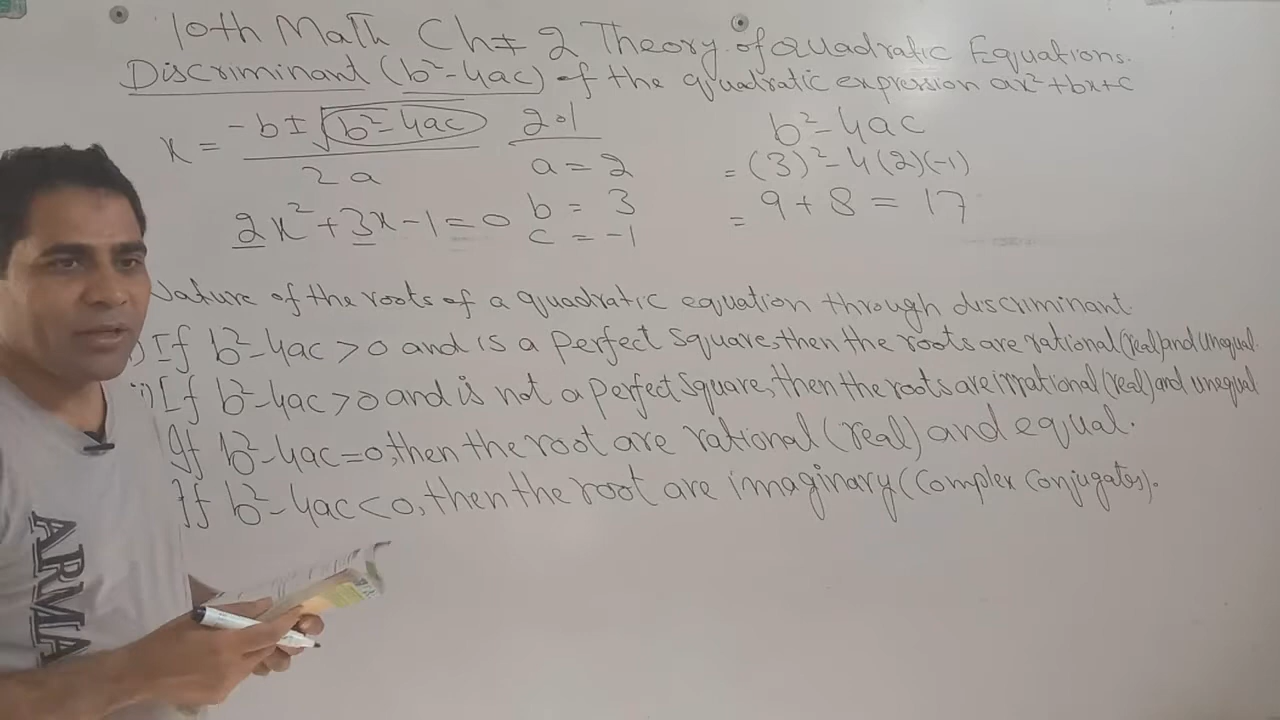 10th Math Ch# 2 Theory of Quadratic Equations.
Discriminant (b²-4ac) of the quadratic expression ax²+bx+c
x = -b±√b²-4ac / 2a
2x²+3x-1=0
2.1
a = 2
b = 3
c = -1
b²-4ac
= (3)²-4(2)(-1)
= 9+8 = 17
Nature of the roots of a quadratic equation through discriminant.
) If b²-4ac>0 and is a perfect square, then the roots are rational (real) and unequal.
ii) If b²-4ac>0 and is not a perfect square, then the roots are irrational (real) and unequal
If b²-4ac=0, then the root are rational (real) and equal.
If b²-4ac<0, then the root are imaginary (Complex Conjugates).
ARMA